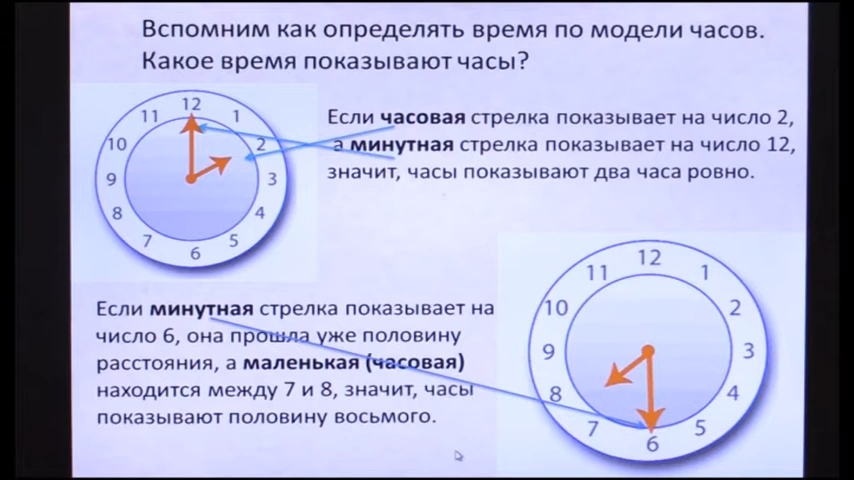 Вспомним как определять время по модели часов.
Какое время показывают часы?
12
11 1
10 2
9 3
8 4
7 5
6
Если часовая стрелка показывает на число 2,
а минутная стрелка показывает на число 12,
значит, часы показывают два часа ровно.
Если минутная стрелка показывает на
число 6, она прошла уже половину
расстояния, а маленькая (часовая)
находится между 7 и 8, значит, часы
показывают половину восьмого.
12
11 1
10 2
9 3
8 4
7 5
6